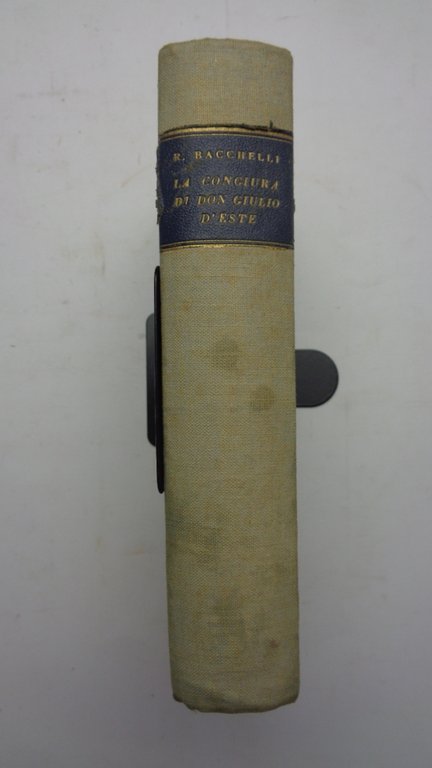 R. BACCHELLI
LA CONGIURA
DI DON GIULIO
D'ESTE